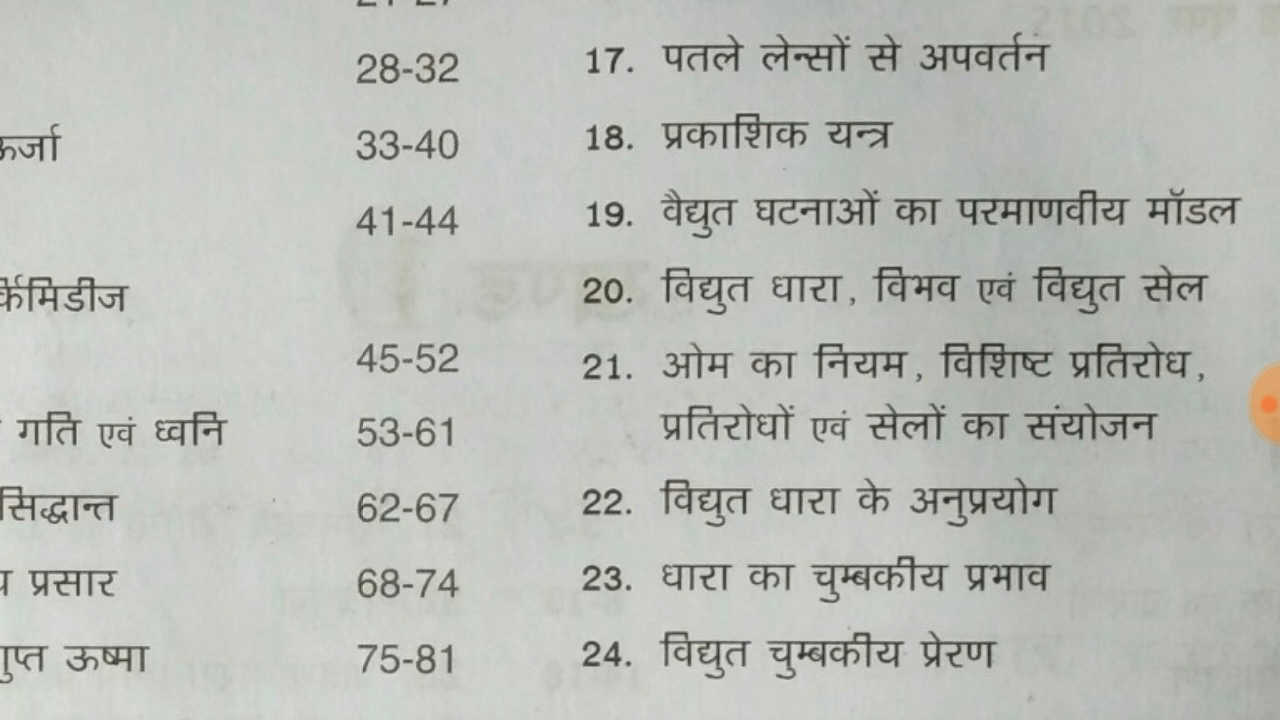 28-32
ऊर्जा 33-40
41-44
र्किमिडीज
45-52
गति एवं ध्वनि 53-61
सिद्धान्त 62-67
प्रसार 68-74
गुप्त ऊष्मा 75-81
17. पतले लेन्सों से अपवर्तन
18. प्रकाशिक यन्त्र
19. वैद्युत घटनाओं का परमाणवीय मॉडल
20. विद्युत धारा, विभव एवं विद्युत सेल
21. ओम का नियम, विशिष्ट प्रतिरोध,
प्रतिरोधों एवं सेलों का संयोजन
22. विद्युत धारा के अनुप्रयोग
23. धारा का चुम्बकीय प्रभाव
24. विद्युत चुम्बकीय प्रेरण